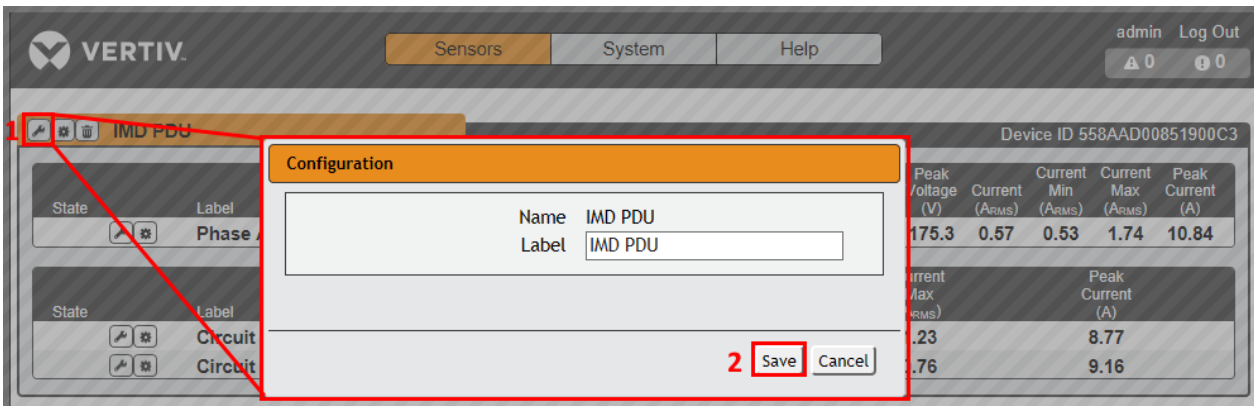 admin Log Out
VERTIV.
Sensors System Help
0 0
1 IMD PDU
Device ID 558AAD00851900C3
Configuration
Name IMD PDU
Label IMD PDU
2 Save Cancel
State Label Peak Voltage (V) Current (ARMS) Current Min (ARMS) Current Max (ARMS) Peak Current (A)
Phase 175.3 0.57 0.53 1.74 10.84
State Label Max Peak Current (A)
Circuit .23 8.77
Circuit .76 9.16